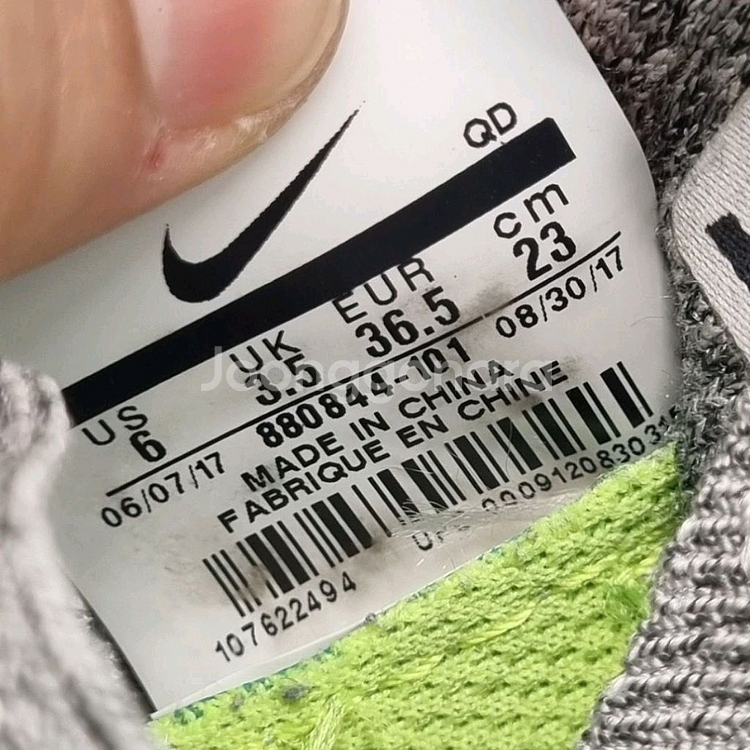 QD
US UK EUR cm
6 3.5 36.5 23
06/07/17 880844-101 08/30/17
MADE IN CHINA
FABRIQUE EN CHINE
107622494
Joonggonara